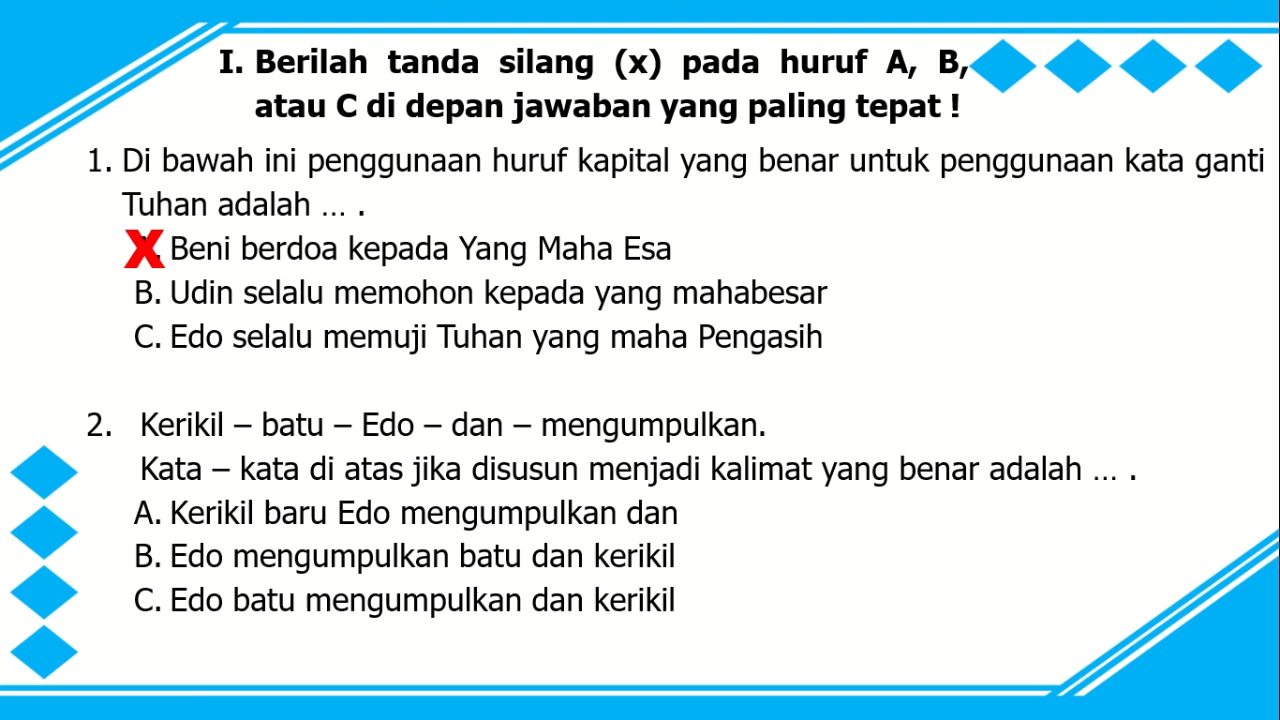 I. Berilah tanda silang (x) pada huruf A, B,
atau C di depan jawaban yang paling tepat !
1. Di bawah ini penggunaan huruf kapital yang benar untuk penggunaan kata ganti
Tuhan adalah ... .
X. Beni berdoa kepada Yang Maha Esa
B. Udin selalu memohon kepada yang mahabesar
C. Edo selalu memuji Tuhan yang maha Pengasih
2. Kerikil – batu – Edo – dan – mengumpulkan.
Kata – kata di atas jika disusun menjadi kalimat yang benar adalah ... .
A. Kerikil baru Edo mengumpulkan dan
B. Edo mengumpulkan batu dan kerikil
C. Edo batu mengumpulkan dan kerikil